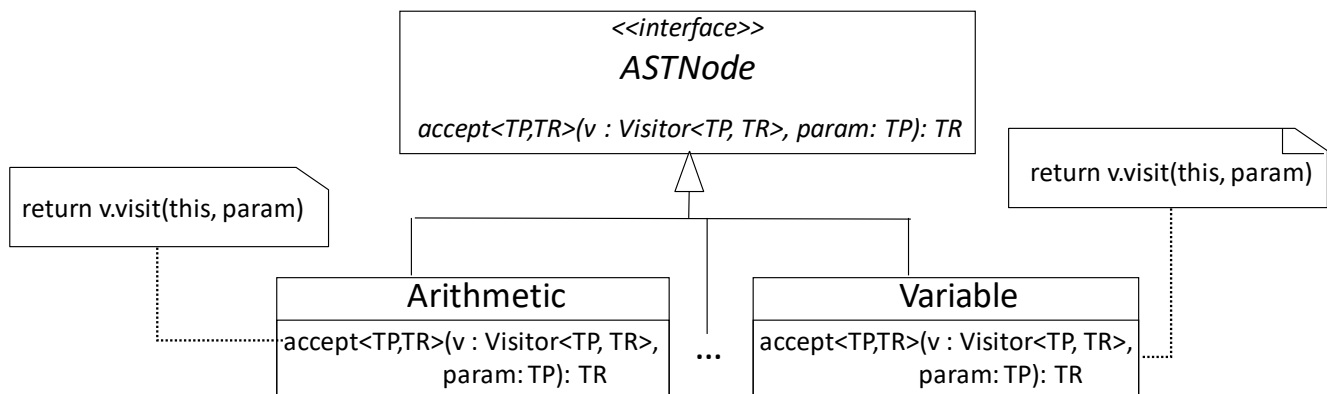 <<interface>>
ASTNode
accept<TP,TR>(v : Visitor<TP, TR>, param: TP): TR
return v.visit(this, param)
return v.visit(this, param)
Arithmetic
accept<TP,TR>(v : Visitor<TP, TR>,
param: TP): TR
...
Variable
accept<TP,TR>(v : Visitor<TP, TR>,
param: TP): TR